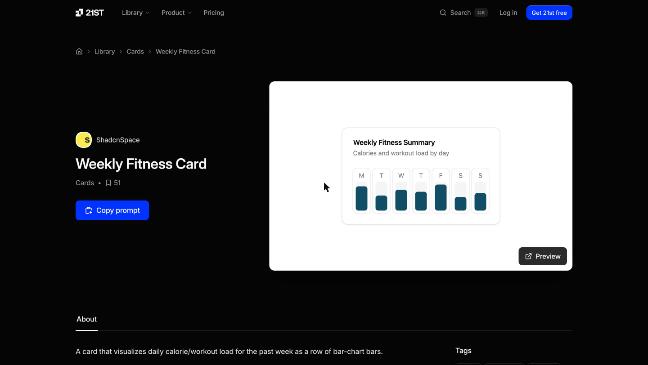 21ST
Library
Product
Pricing
Search
⌘K
Log in
Get 21st free
Library > Cards > Weekly Fitness Card
S
ShadcnSpace
Weekly Fitness Card
Cards • 51
Copy prompt
Weekly Fitness Summary
Calories and workout load by day
M T W T F S S
Preview
About
A card that visualizes daily calorie/workout load for the past week as a row of bar-chart bars.
Tags